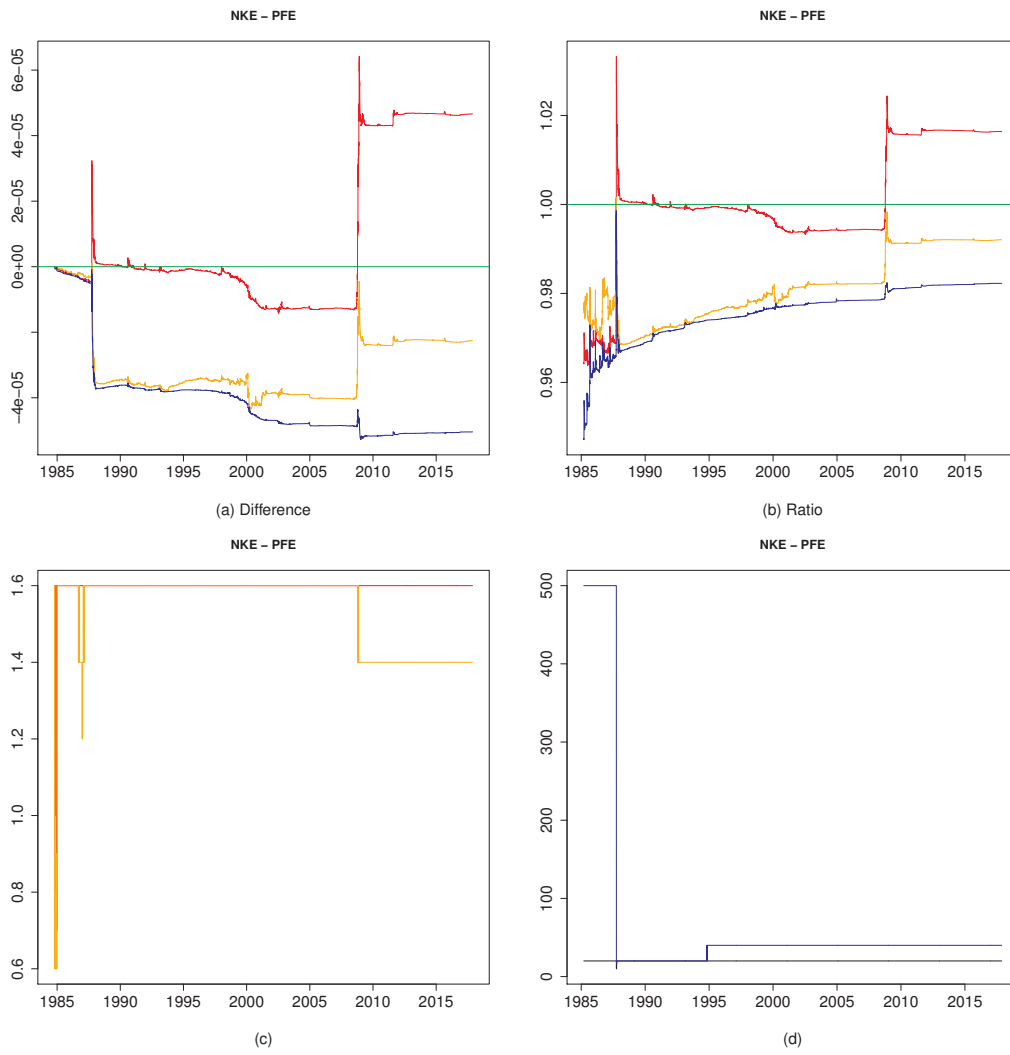 NKE − PFE
6e−05
4e−05
2e−05
0e+00
−4e−05
1985 1990 1995 2000 2005 2010 2015
(a) Difference
NKE − PFE
1.02
1.00
0.98
0.96
1985 1990 1995 2000 2005 2010 2015
(b) Ratio
NKE − PFE
1.6
1.4
1.2
1.0
0.8
0.6
1985 1990 1995 2000 2005 2010 2015
(c)
NKE − PFE
500
400
300
200
100
0
1985 1990 1995 2000 2005 2010 2015
(d)